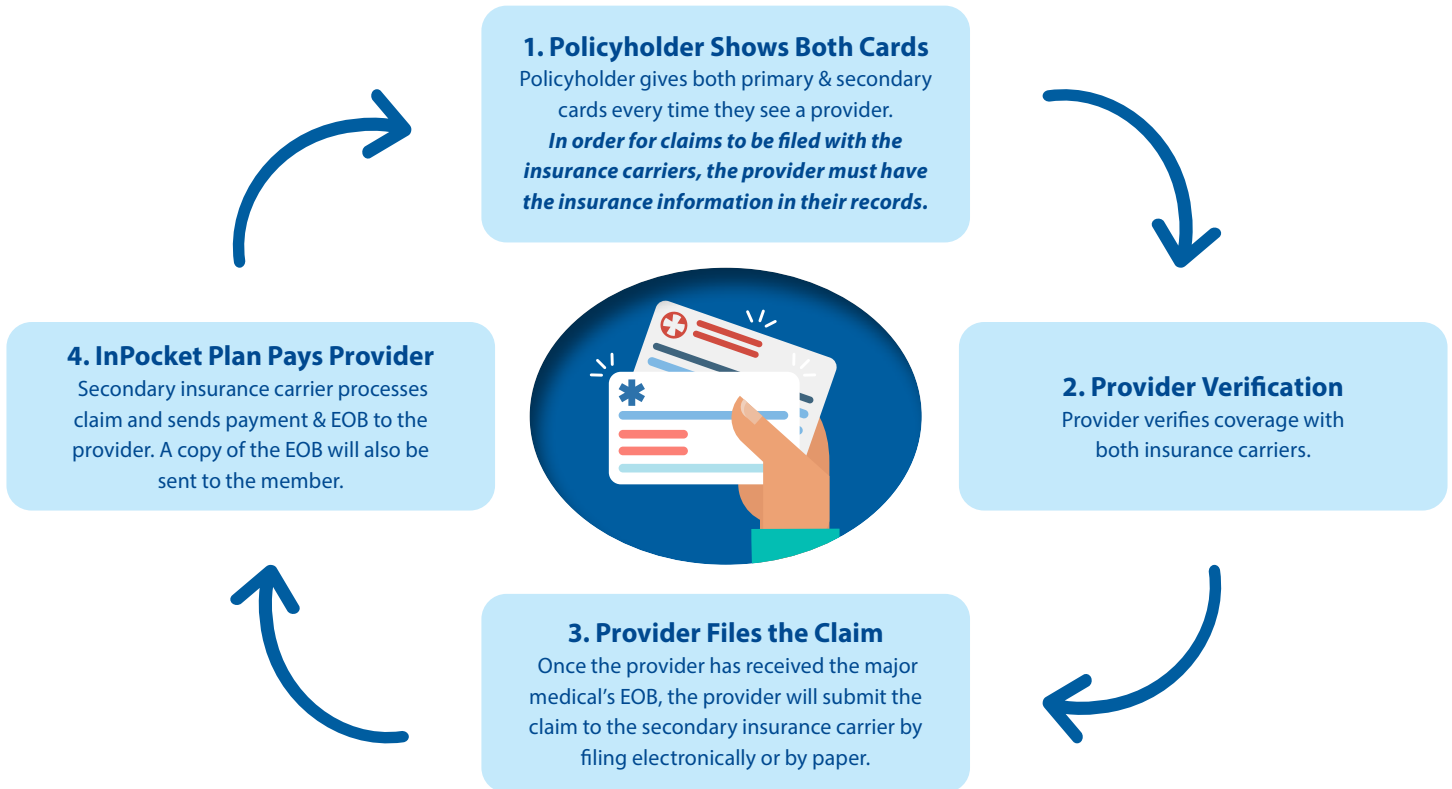 1. Policyholder Shows Both Cards
Policyholder gives both primary & secondary
cards every time they see a provider.
In order for claims to be filed with the
insurance carriers, the provider must have
the insurance information in their records.
2. Provider Verification
Provider verifies coverage with
both insurance carriers.
3. Provider Files the Claim
Once the provider has received the major
medical’s EOB, the provider will submit the
claim to the secondary insurance carrier by
filing electronically or by paper.
4. InPocket Plan Pays Provider
Secondary insurance carrier processes
claim and sends payment & EOB to the
provider. A copy of the EOB will also be
sent to the member.